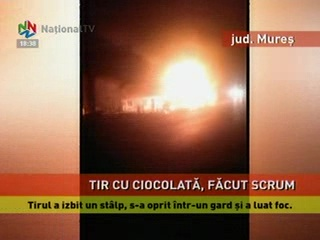 NaționalTV
18:38
jud. Mureș
TIR CU CIOCOLATĂ, FĂCUT SCRUM
Tirul a izbit un stâlp, s-a oprit într-un gard și a luat foc.